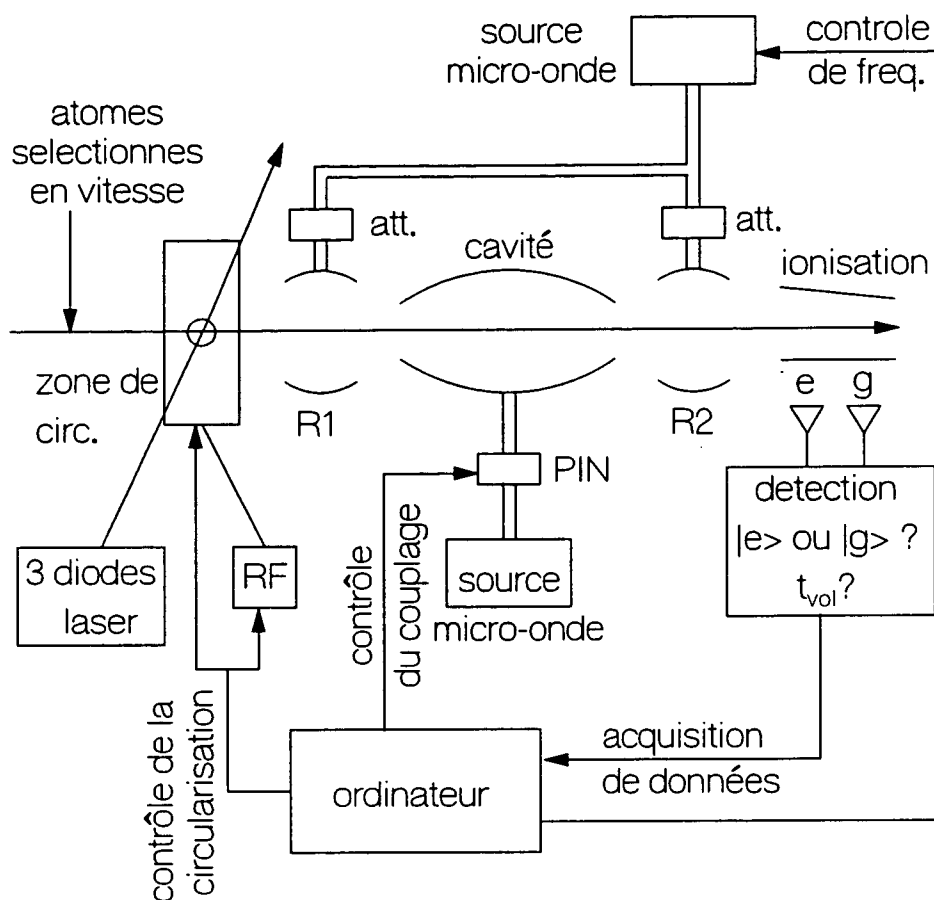 source
micro-onde
controle
de freq.
atomes
selectionnes
en vitesse
att.
att.
cavité
ionisation
zone de
circ.
R1
R2
e g
PIN
detection
|e> ou |g> ?
t_vol?
3 diodes
laser
RF
contrôle
du couplage
source
micro-onde
contrôle de la
circularisation
ordinateur
acquisition
de données